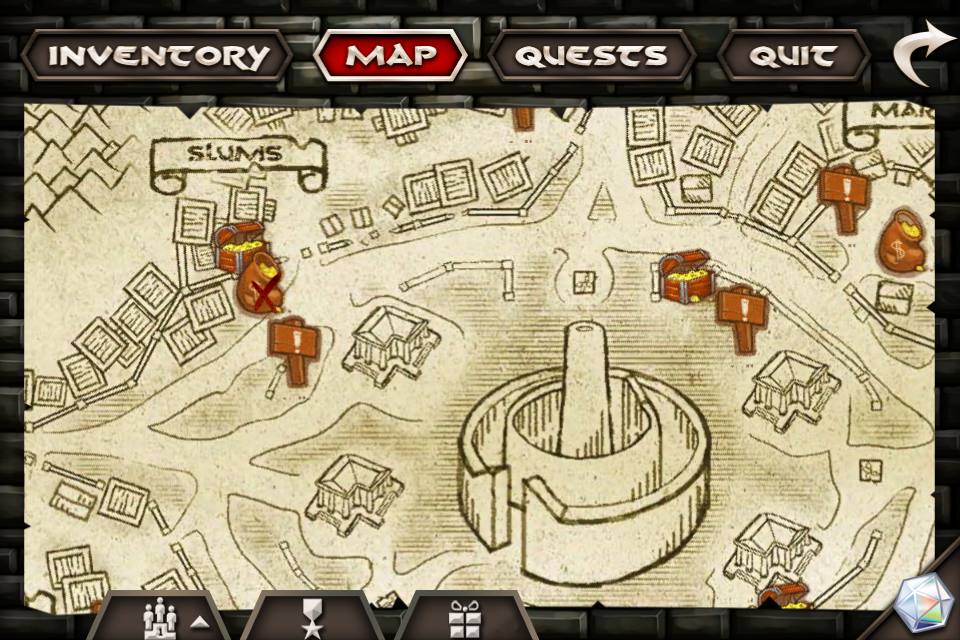 INVENTORY
MAP
QUESTS
QUIT
SLUMS
!
!
!
$